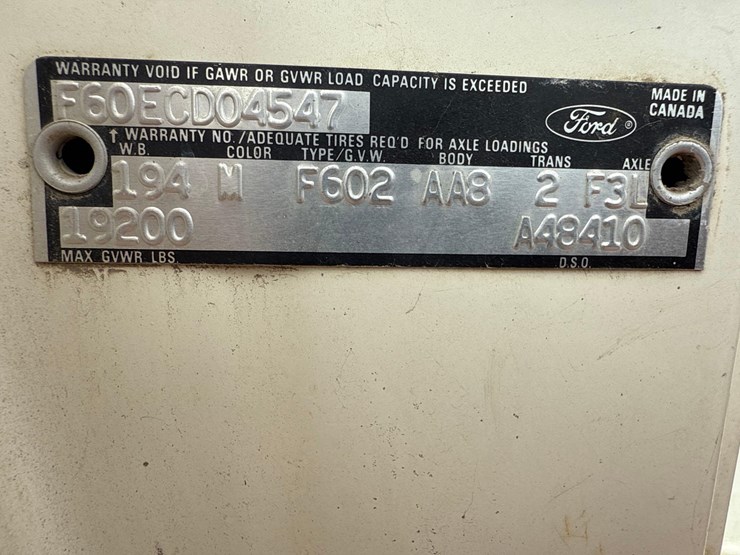 WARRANTY VOID IF GAWR OR GVWR LOAD CAPACITY IS EXCEEDED
MADE IN
CANADA
F60ECD04547
Ford ®
↑ WARRANTY NO./ADEQUATE TIRES REQ'D FOR AXLE LOADINGS
W.B. COLOR TYPE/G.V.W. BODY TRANS AXLE
194 M F602 AA8 2 F3L
19200 A48410
MAX GVWR LBS D.S.O.